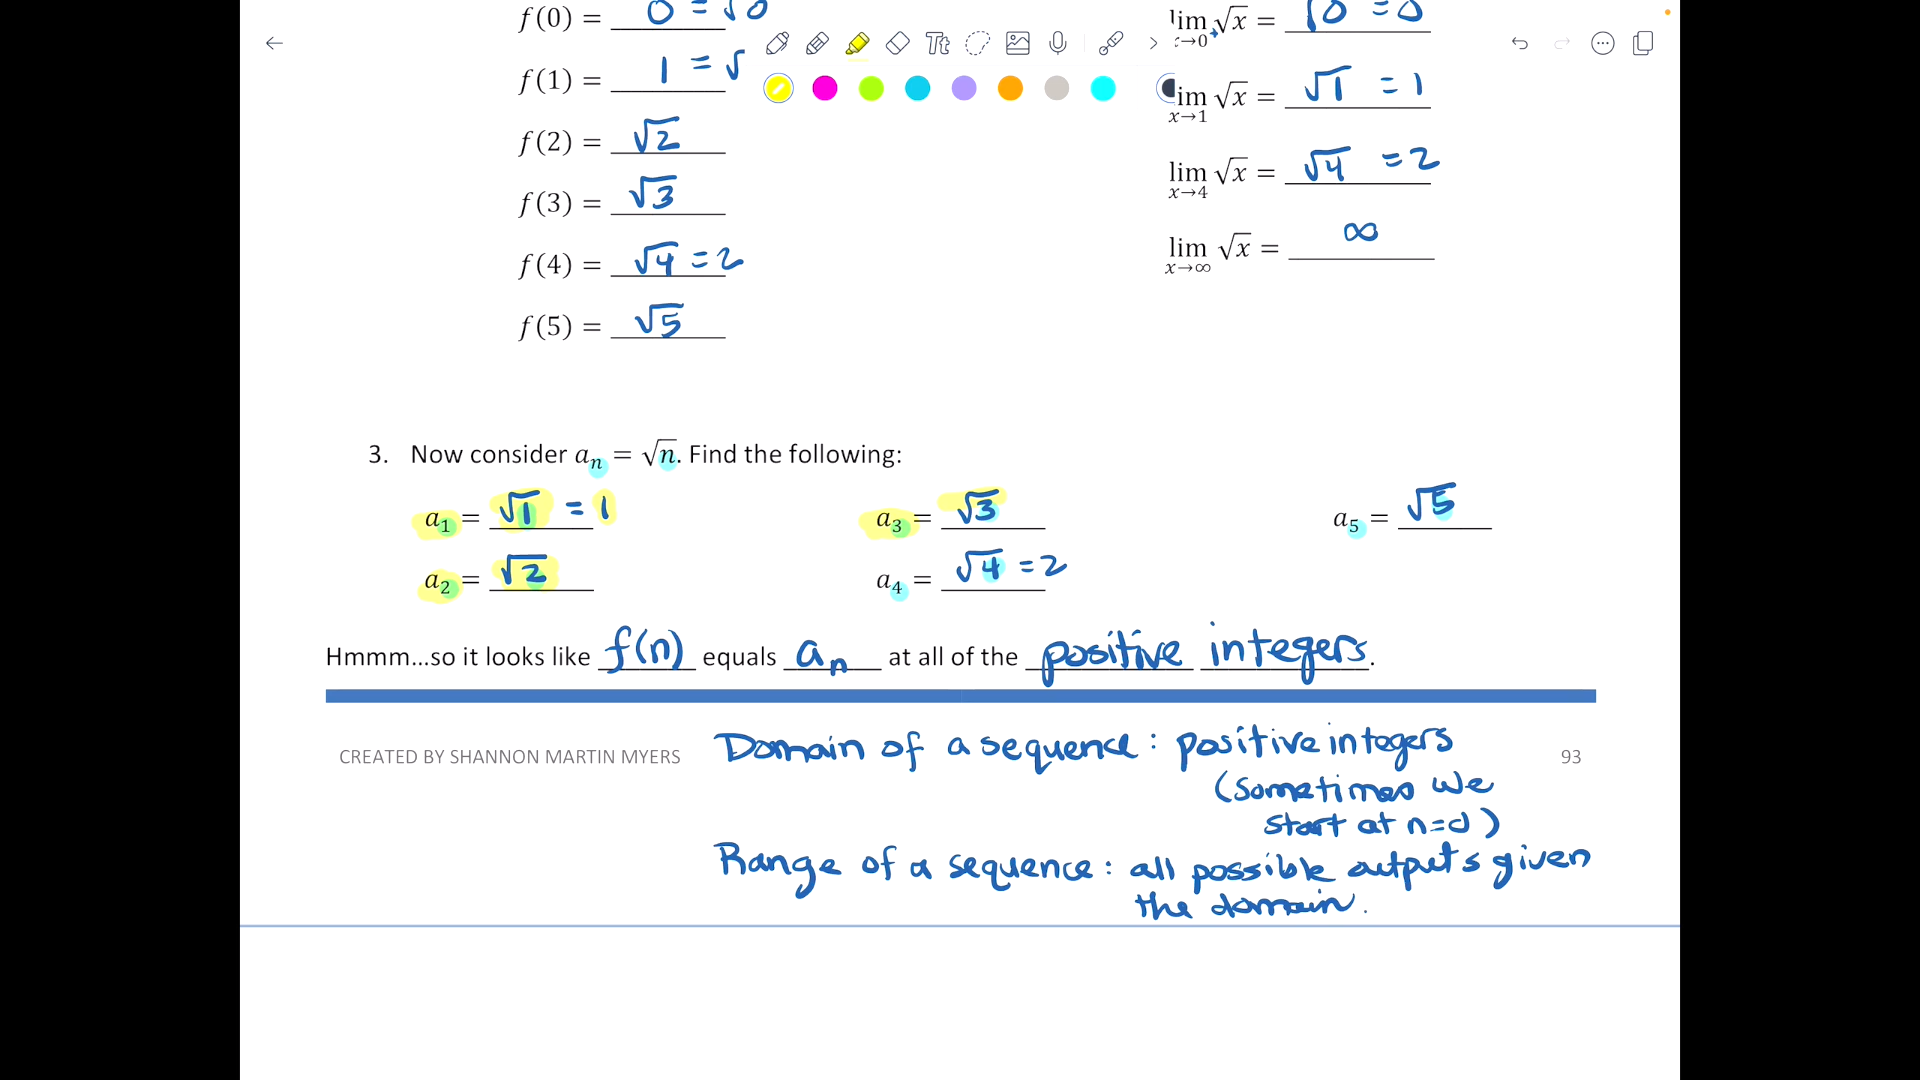 f(0) = 0 = √0
f(1) = 1 = √
f(2) = √2
f(3) = √3
f(4) = √4 = 2
f(5) = √5
lim x→0⁺ √x = √0 = 0
lim x→1 √x = √1 = 1
lim x→4 √x = √4 = 2
lim x→∞ √x = ∞
Tt
3. Now consider aₙ = √n. Find the following:
a₁ = √1 = 1
a₂ = √2
a₃ = √3
a₄ = √4 = 2
a₅ = √5
Hmmm...so it looks like f(n) equals aₙ at all of the positive integers.
CREATED BY SHANNON MARTIN MYERS
93
Domain of a sequence: positive integers
(sometimes we
start at n=0)
Range of a sequence: all possible outputs given
the domain.